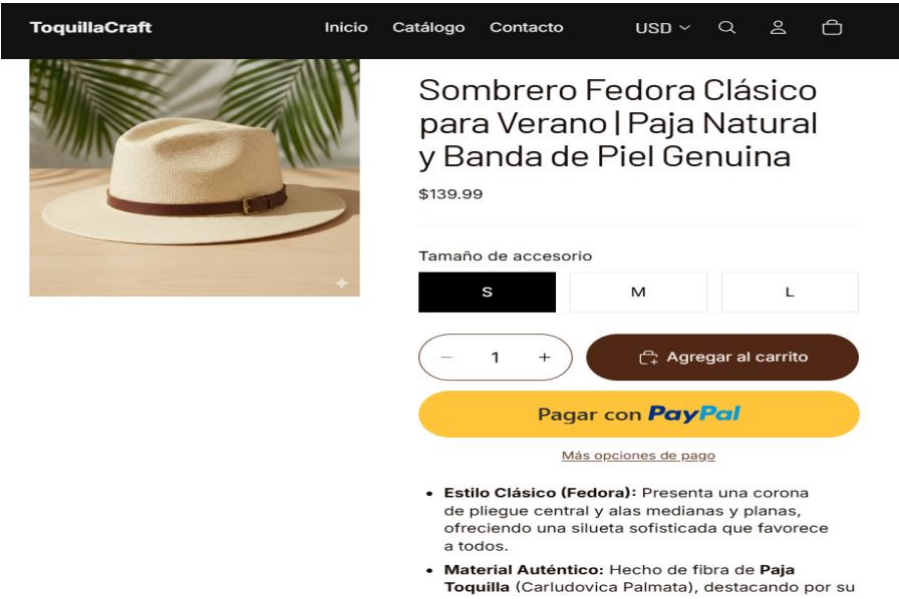 ToquillaCraft Inicio Catálogo Contacto USD
Sombrero Fedora Clásico
para Verano | Paja Natural
y Banda de Piel Genuina
$139.99
Tamaño de accesorio
S M L
− 1 + Agregar al carrito
Pagar con PayPal
Más opciones de pago
• Estilo Clásico (Fedora): Presenta una corona
de pliegue central y alas medianas y planas,
ofreciendo una silueta sofisticada que favorece
a todos.
• Material Auténtico: Hecho de fibra de Paja
Toquilla (Carludovica Palmata), destacando por su